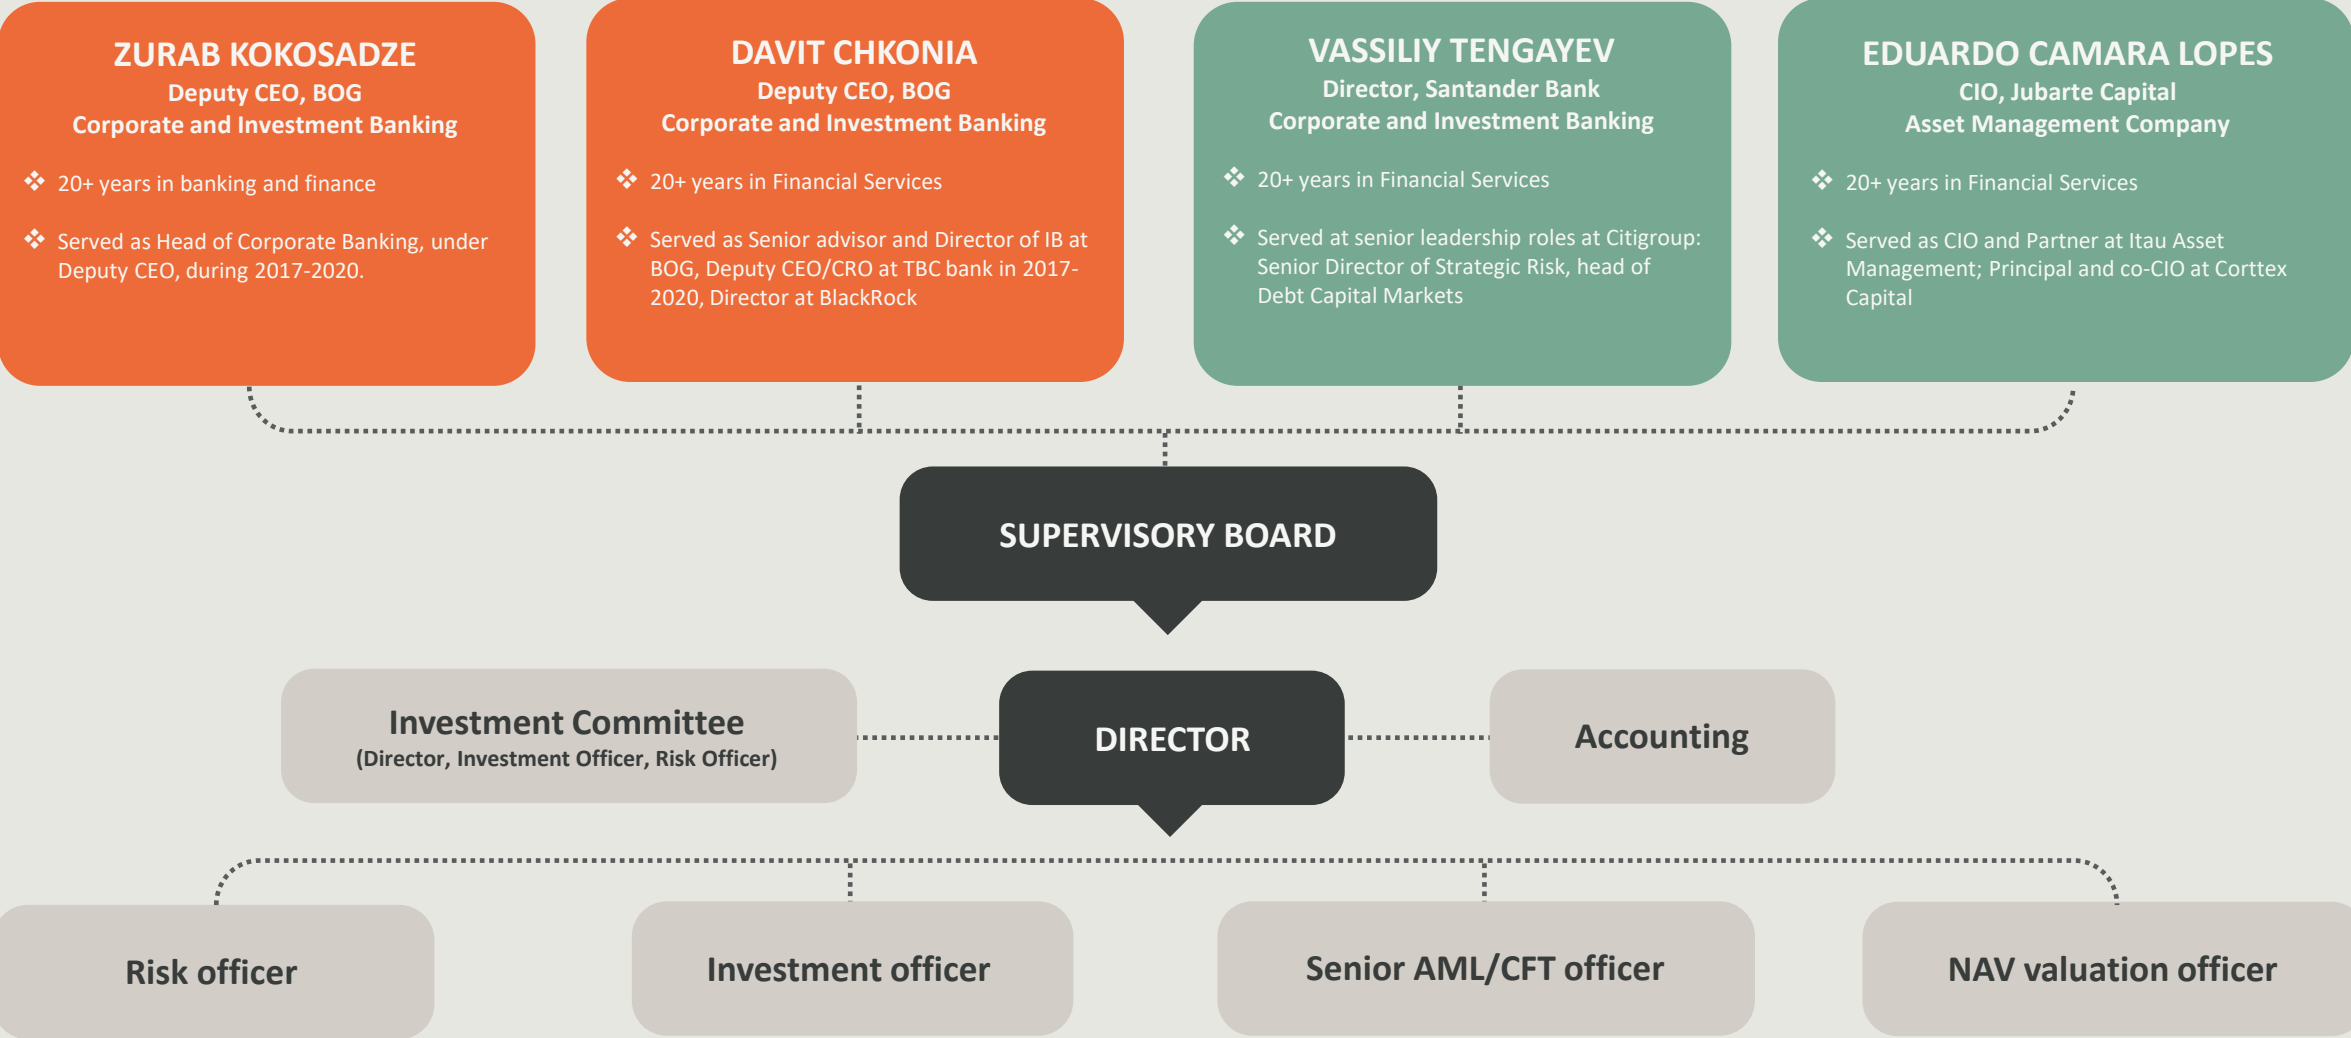 ZURAB KOKOSADZE
Deputy CEO, BOG
Corporate and Investment Banking
❖ 20+ years in banking and finance
❖ Served as Head of Corporate Banking, under
Deputy CEO, during 2017-2020.
DAVIT CHKONIA
Deputy CEO, BOG
Corporate and Investment Banking
❖ 20+ years in Financial Services
❖ Served as Senior advisor and Director of IB at
BOG, Deputy CEO/CRO at TBC bank in 2017-
2020, Director at BlackRock
VASSILIY TENGAYEV
Director, Santander Bank
Corporate and Investment Banking
❖ 20+ years in Financial Services
❖ Served at senior leadership roles at Citigroup:
Senior Director of Strategic Risk, head of
Debt Capital Markets
EDUARDO CAMARA LOPES
CIO, Jubarte Capital
Asset Management Company
❖ 20+ years in Financial Services
❖ Served as CIO and Partner at Itau Asset
Management; Principal and co-CIO at Corttex
Capital
SUPERVISORY BOARD
Investment Committee
(Director, Investment Officer, Risk Officer)
DIRECTOR
Accounting
Risk officer
Investment officer
Senior AML/CFT officer
NAV valuation officer